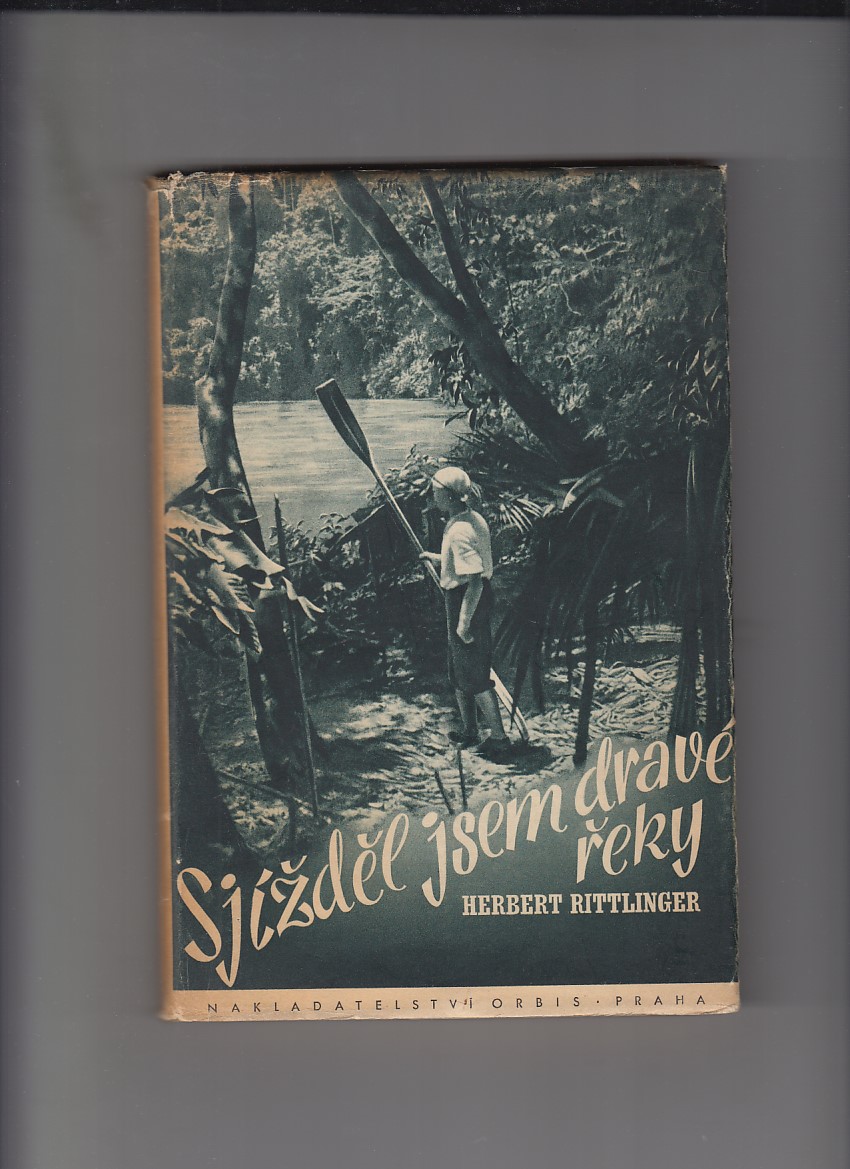 Sjížděl jsem dravé
řeky
HERBERT RITTLINGER
NAKLADATELSTVÍ ORBIS · PRAHA